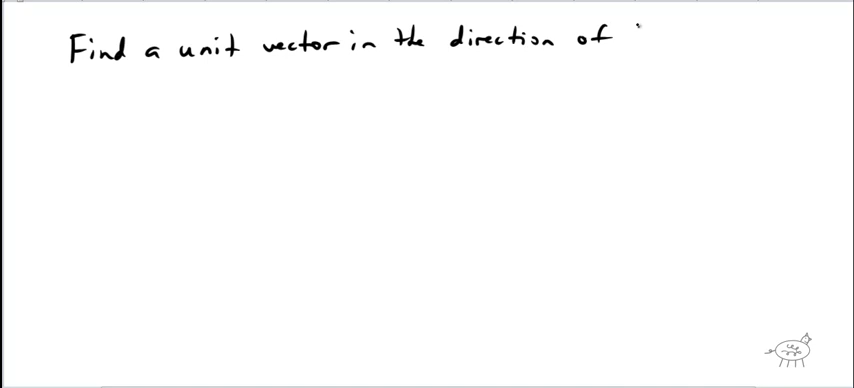 Find a unit vector in the direction of